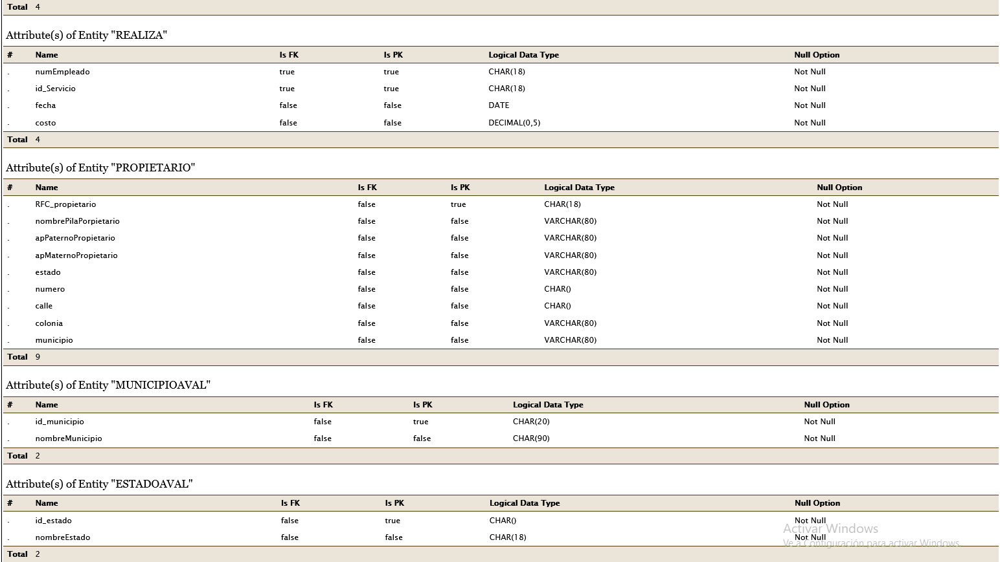 Total 4
Attribute(s) of Entity "REALIZA"
# Name Is FK Is PK Logical Data Type Null Option
. numEmpleado true true CHAR(18) Not Null
. id_Servicio true true CHAR(18) Not Null
. fecha false false DATE Not Null
. costo false false DECIMAL(0,5) Not Null
Total 4
Attribute(s) of Entity "PROPIETARIO"
# Name Is FK Is PK Logical Data Type Null Option
. RFC_propietario false true CHAR(18) Not Null
. nombrePilaPorpietario false false VARCHAR(80) Not Null
. apPaternoPropietario false false VARCHAR(80) Not Null
. apMaternoPropietario false false VARCHAR(80) Not Null
. estado false false VARCHAR(80) Not Null
. numero false false CHAR() Not Null
. calle false false CHAR() Not Null
. colonia false false VARCHAR(80) Not Null
. municipio false false VARCHAR(80) Not Null
Total 9
Attribute(s) of Entity "MUNICIPIOAVAL"
# Name Is FK Is PK Logical Data Type Null Option
. id_municipio false true CHAR(20) Not Null
. nombreMunicipio false false CHAR(90) Not Null
Total 2
Attribute(s) of Entity "ESTADOAVAL"
# Name Is FK Is PK Logical Data Type Null Option
. id_estado false true CHAR() Not Null
Activar Windows
. nombreEstado false false CHAR(18) Not Null
Ve a Configuración para activar Windows.
Total 2